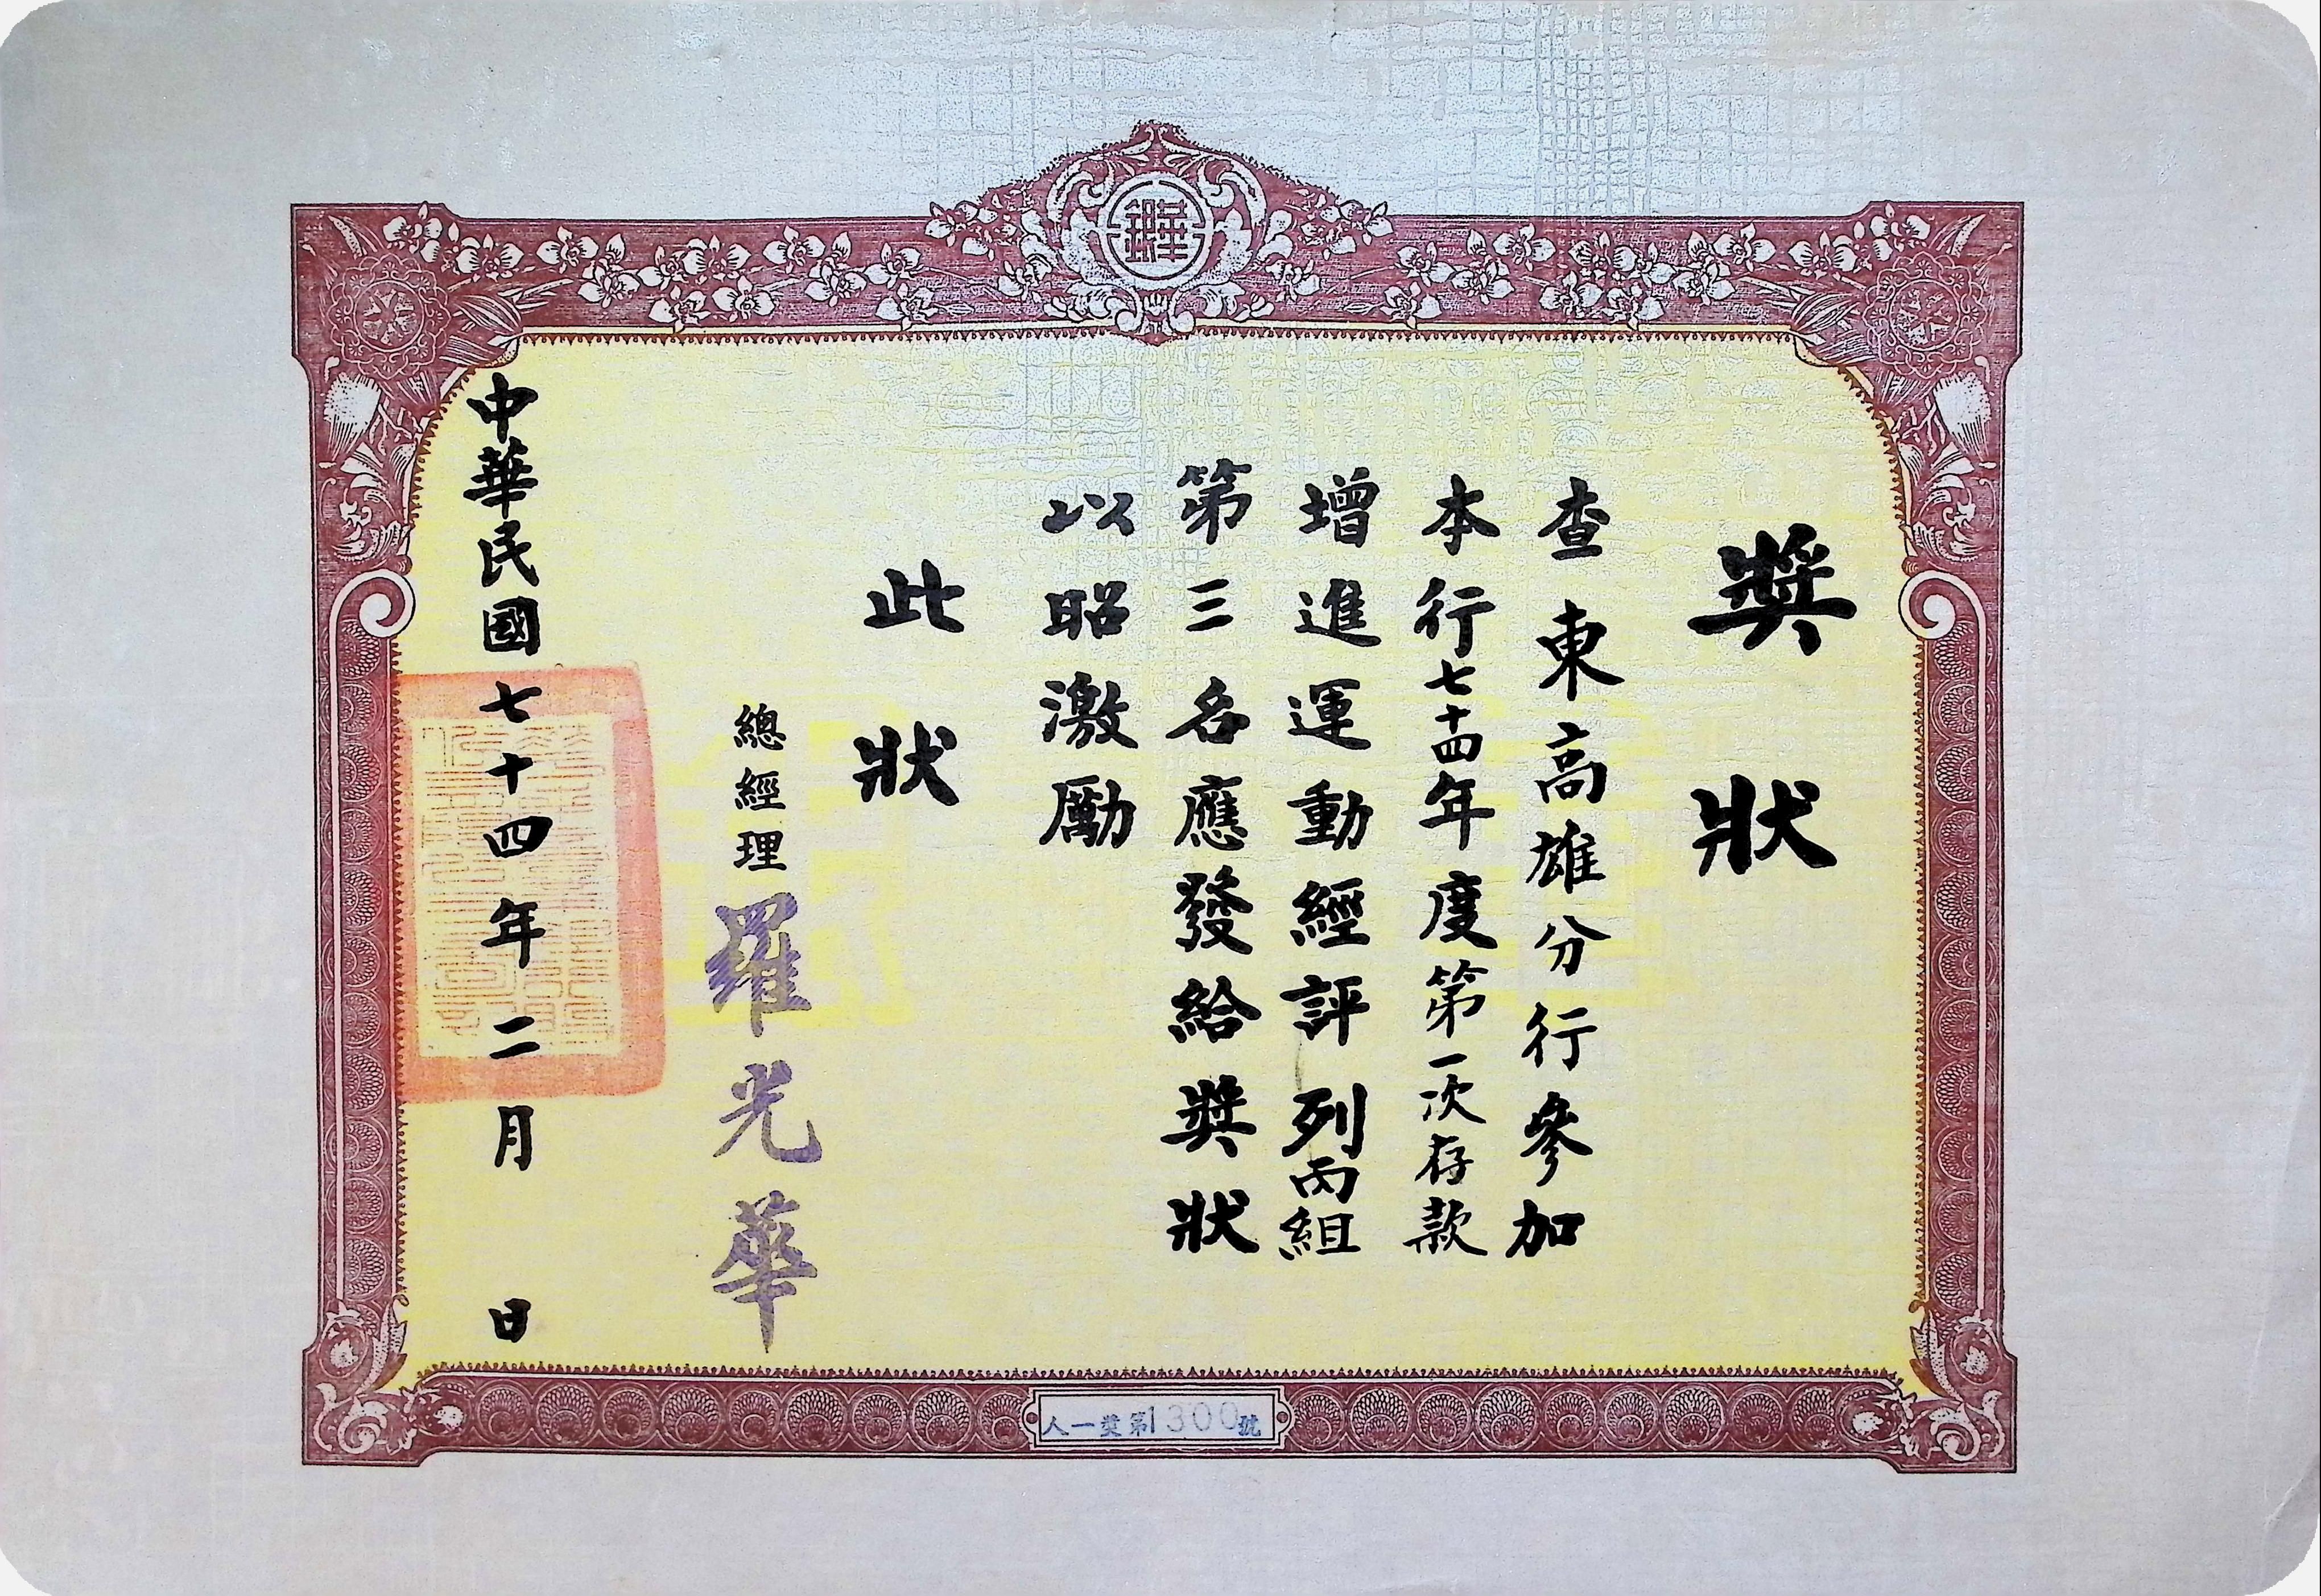 獎狀
查東高雄分行參加
本行七十四年度第一次存款
增進運動經評列丙組
第三名應發給獎狀
以昭激勵
此狀
總經理 羅光華
中華民國七十四年二月 日
人一獎第1300號